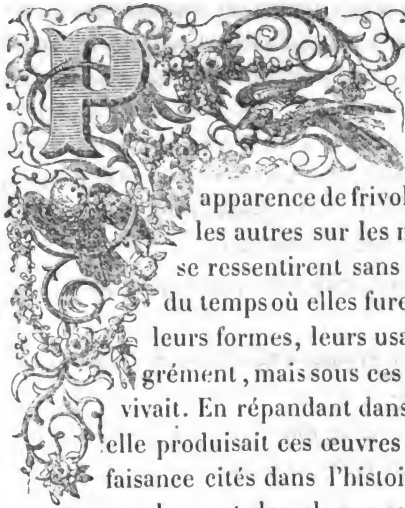 P
apparence de frivol
les autres sur les
se ressentirent sans
du temps où elles fure
leurs formes, leurs usa
grément, mais sous ces
vivait. En répandant dans
elle produisait ces œuvres
faisance cités dans l'histoi